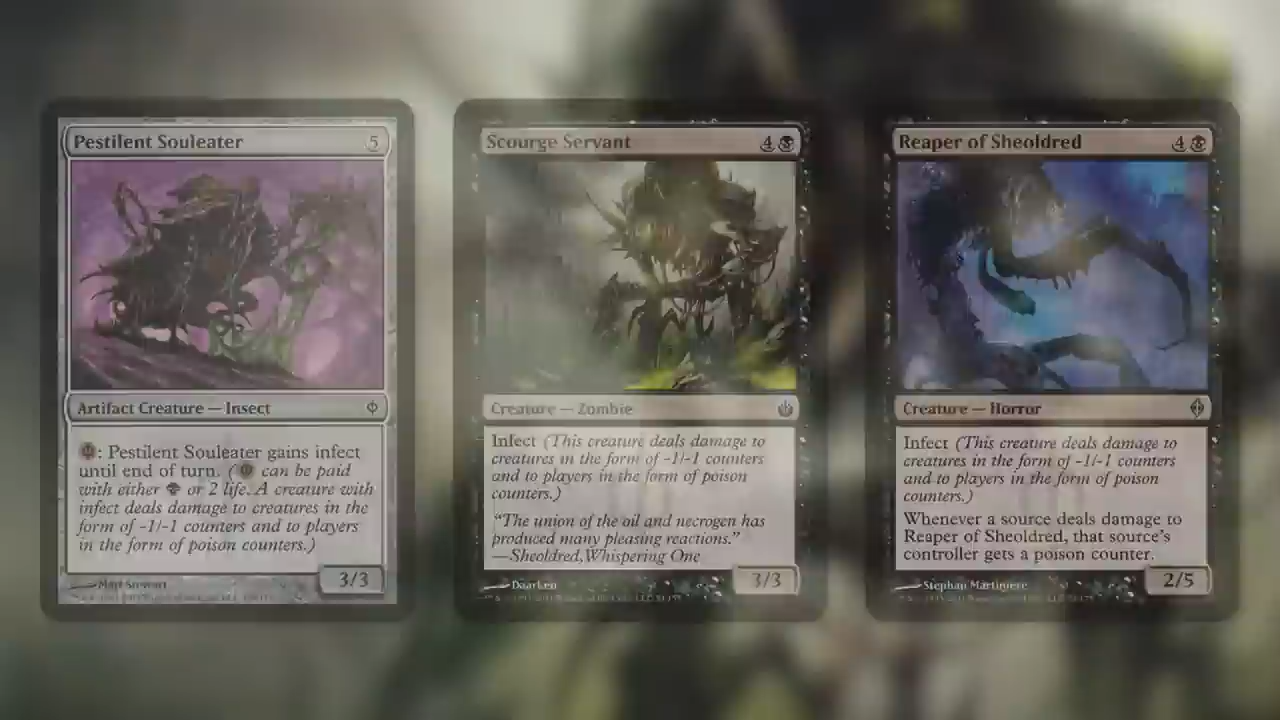 Pestilent Souleater 5
Artifact Creature — Insect
: Pestilent Souleater gains infect
until end of turn. ( can be paid
with either or 2 life. A creature with
infect deals damage to creatures in the
form of -1/-1 counters and to players
in the form of poison counters.)
Matt Stewart
3/3
Scourge Servant 4
Creature — Zombie
Infect (This creature deals damage to
creatures in the form of -1/-1 counters
and to players in the form of poison
counters.)
"The union of the oil and necrogen has
produced many pleasing reactions."
—Sheoldred, Whispering One
Daarken
3/3
Reaper of Sheoldred 4
Creature — Horror
Infect (This creature deals damage to
creatures in the form of -1/-1 counters
and to players in the form of poison
counters.)
Whenever a source deals damage to
Reaper of Sheoldred, that source's
controller gets a poison counter.
Stephan Martiniere
2/5